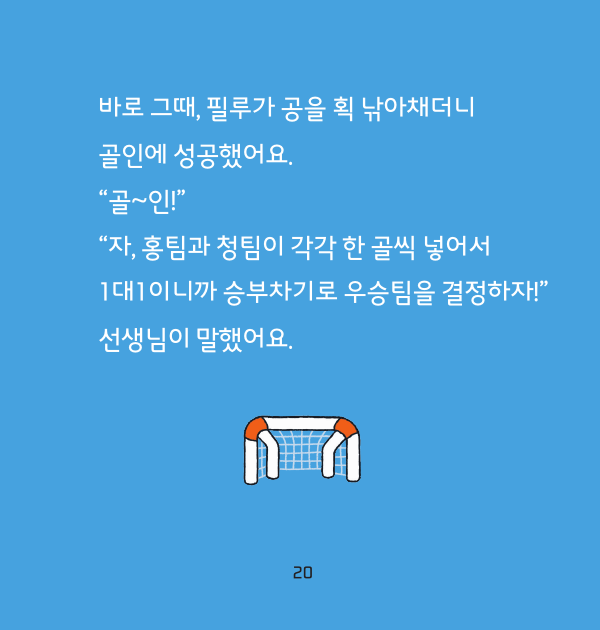 바로 그때, 필루가 공을 획 낚아채더니
골인에 성공했어요.
“골~인!”
“자, 홍팀과 청팀이 각각 한 골씩 넣어서
1대1이니까 승부차기로 우승팀을 결정하자!”
선생님이 말했어요.
20